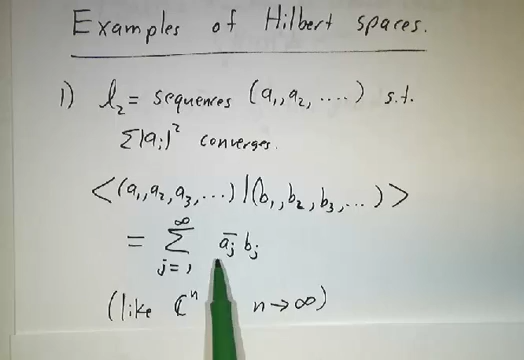 Examples of Hilbert spaces.
1) l₂ = sequences (a₁, a₂, ....) s.t.
Σ|aⱼ|² converges.
<(a₁, a₂, a₃, ...)|(b₁, b₂, b₃, ...)>
= Σ_{j=1}^{∞} āⱼ bⱼ
(like ℂⁿ n→∞)